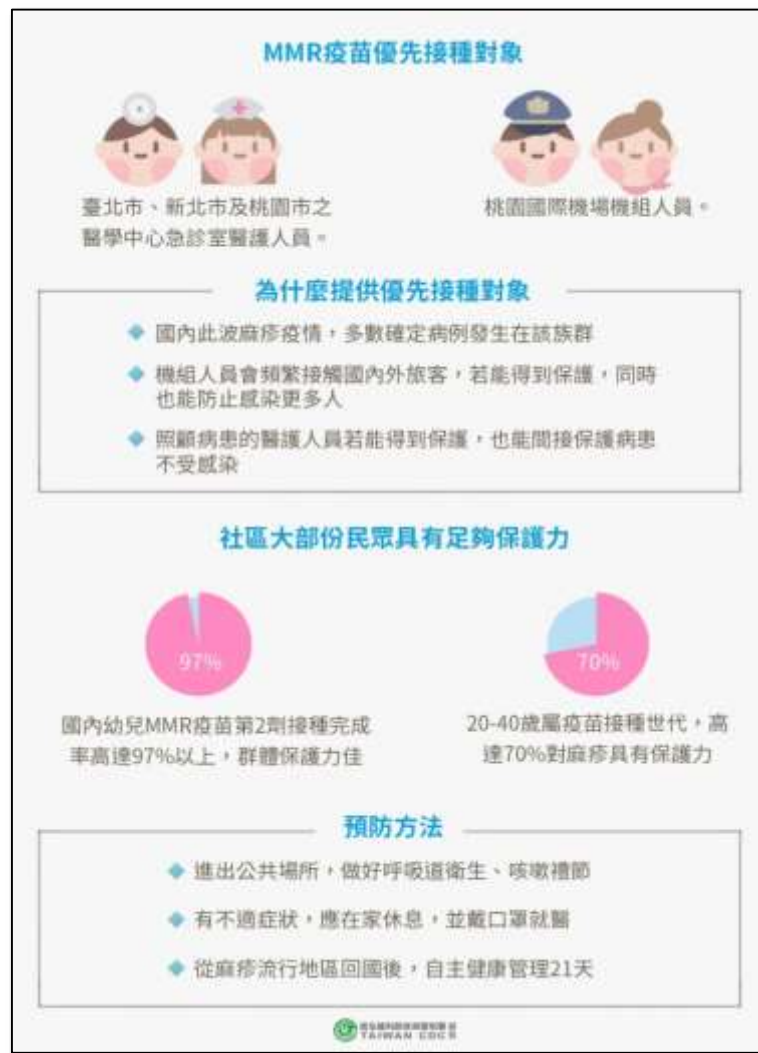 MMR疫苗優先接種對象
臺北市、新北市及桃園市之
醫學中心急診室醫護人員。
桃園國際機場機組人員。
為什麼提供優先接種對象
國內此波麻疹疫情，多數確定病例發生在該族群
機組人員會頻繁接觸國內外旅客，若能得到保護，同時
也能防止感染更多人
照顧病患的醫護人員若能得到保護，也能間接保護病患
不受感染
社區大部份民眾具有足夠保護力
97%
國內幼兒MMR疫苗第2劑接種完成
率高達97%以上，群體保護力佳
70%
20-40歲屬疫苗接種世代，高
達70%對麻疹具有保護力
預防方法
進出公共場所，做好呼吸道衛生、咳嗽禮節
有不適症狀，應在家休息，並戴口罩就醫
從麻疹流行地區回國後，自主健康管理21天
TAIWAN CDC